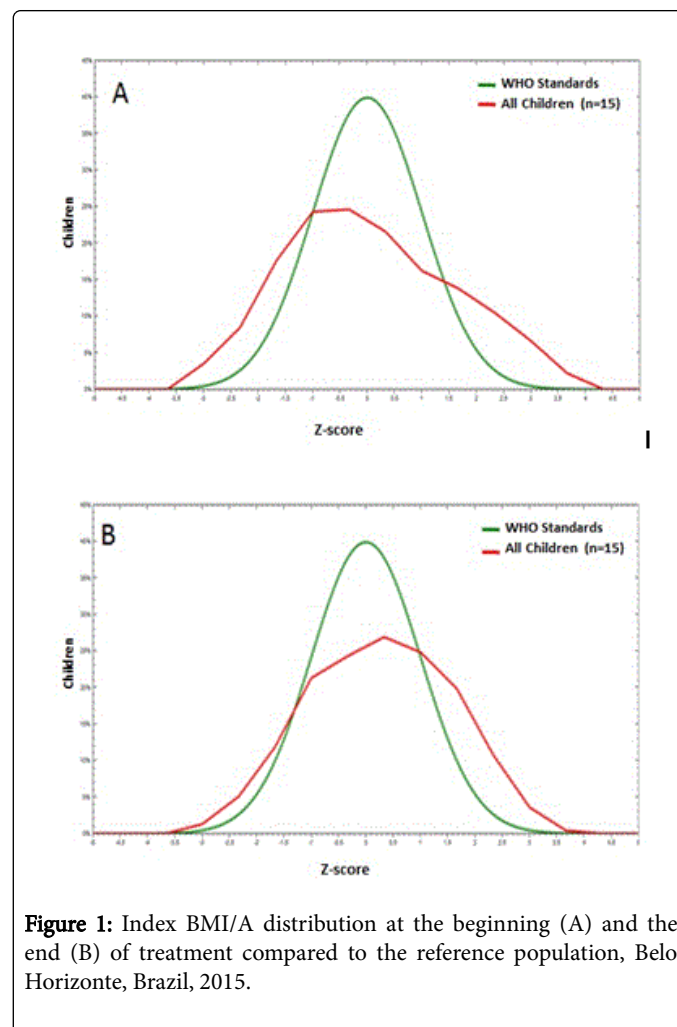 A
WHO Standards
All Children (n=15)
Children
Z-score
I
B
WHO Standards
All Children (n=15)
Children
Z-score
Figure 1: Index BMI/A distribution at the beginning (A) and the
end (B) of treatment compared to the reference population, Belo
Horizonte, Brazil, 2015.